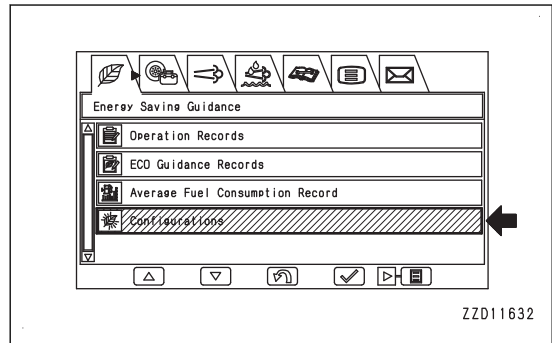 Energy Saving Guidance
Operation Records
ECO Guidance Records
Average Fuel Consumption Record
Configurations
ZZD11632